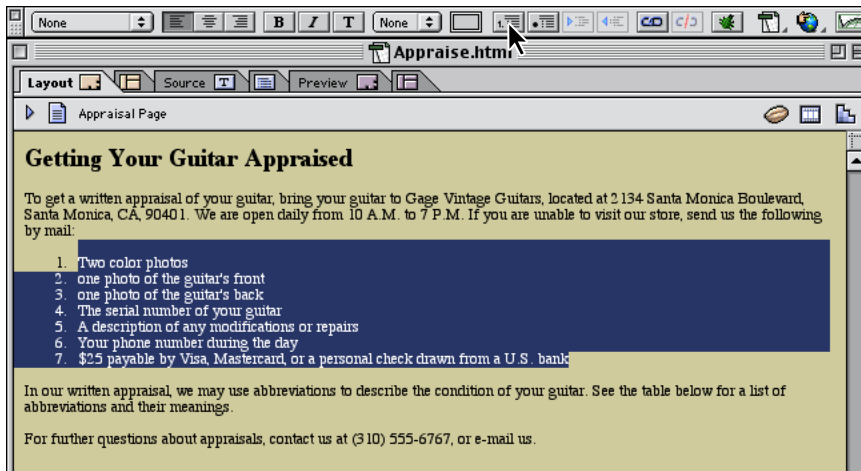 None B I T None 1.
Appraise.html
Layout Source T Preview
Appraisal Page
Getting Your Guitar Appraised
To get a written appraisal of your guitar, bring your guitar to Gage Vintage Guitars, located at 2134 Santa Monica Boulevard,
Santa Monica, CA, 90401. We are open daily from 10 A.M. to 7 P.M. If you are unable to visit our store, send us the following
by mail:
1. Two color photos
2. one photo of the guitar's front
3. one photo of the guitar's back
4. The serial number of your guitar
5. A description of any modifications or repairs
6. Your phone number during the day
7. $25 payable by Visa, Mastercard, or a personal check drawn from a U.S. bank
In our written appraisal, we may use abbreviations to describe the condition of your guitar. See the table below for a list of
abbreviations and their meanings.
For further questions about appraisals, contact us at (310) 555-6767, or e-mail us.